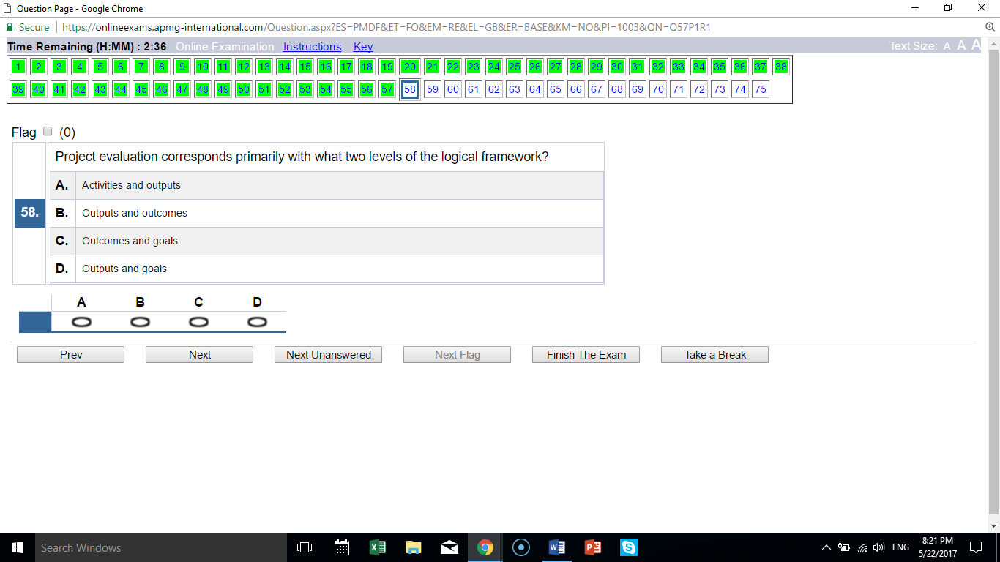 Question Page - Google Chrome
Secure https://onlineexams.apmg-international.com/Question.aspx?ES=PMDF&ET=FO&EM=RE&EL=GB&ER=BASE&KM=NO&PI=1003&QN=Q57P1R1
Time Remaining (H:MM) : 2:36 Online Examination Instructions Key Text Size: A A A
1 2 3 4 5 6 7 8 9 10 11 12 13 14 15 16 17 18 19 20 21 22 23 24 25 26 27 28 29 30 31 32 33 34 35 36 37 38
39 40 41 42 43 44 45 46 47 48 49 50 51 52 53 54 55 56 57 58 59 60 61 62 63 64 65 66 67 68 69 70 71 72 73 74 75
Flag (0)
Project evaluation corresponds primarily with what two levels of the logical framework?
A. Activities and outputs
58. B. Outputs and outcomes
C. Outcomes and goals
D. Outputs and goals
A B C D
Prev Next Next Unanswered Next Flag Finish The Exam Take a Break
Search Windows ENG 8:21 PM
5/22/2017